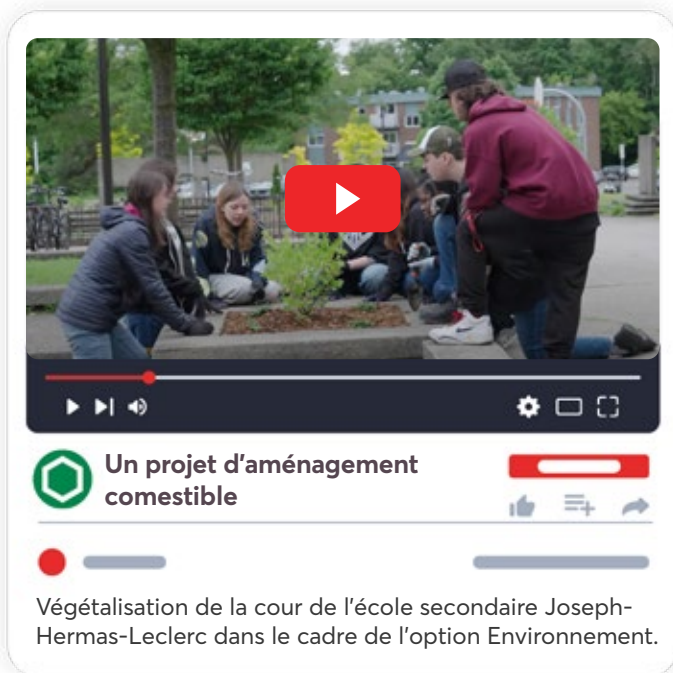 Un projet d'aménagement
comestible
Végétalisation de la cour de l'école secondaire Joseph-
Hermas-Leclerc dans le cadre de l'option Environnement.